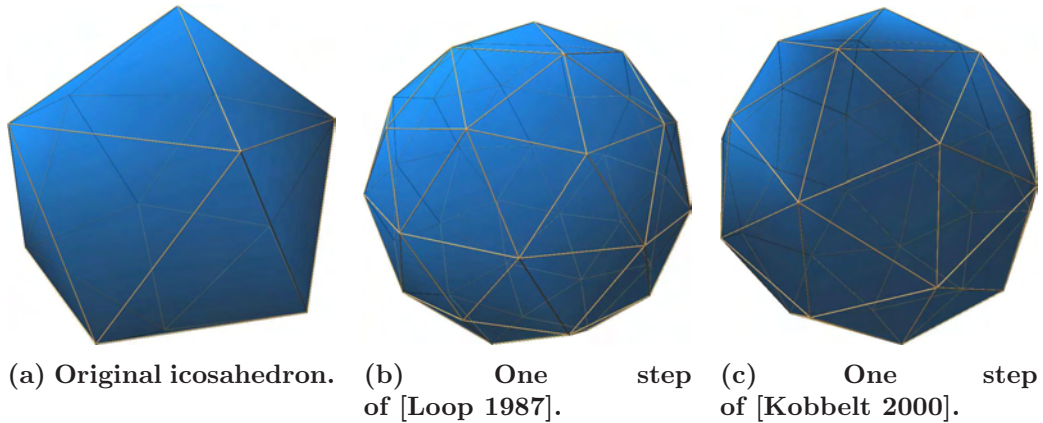 (a) Original icosahedron.
(b) One step
of [Loop 1987].
(c) One step
of [Kobbelt 2000].